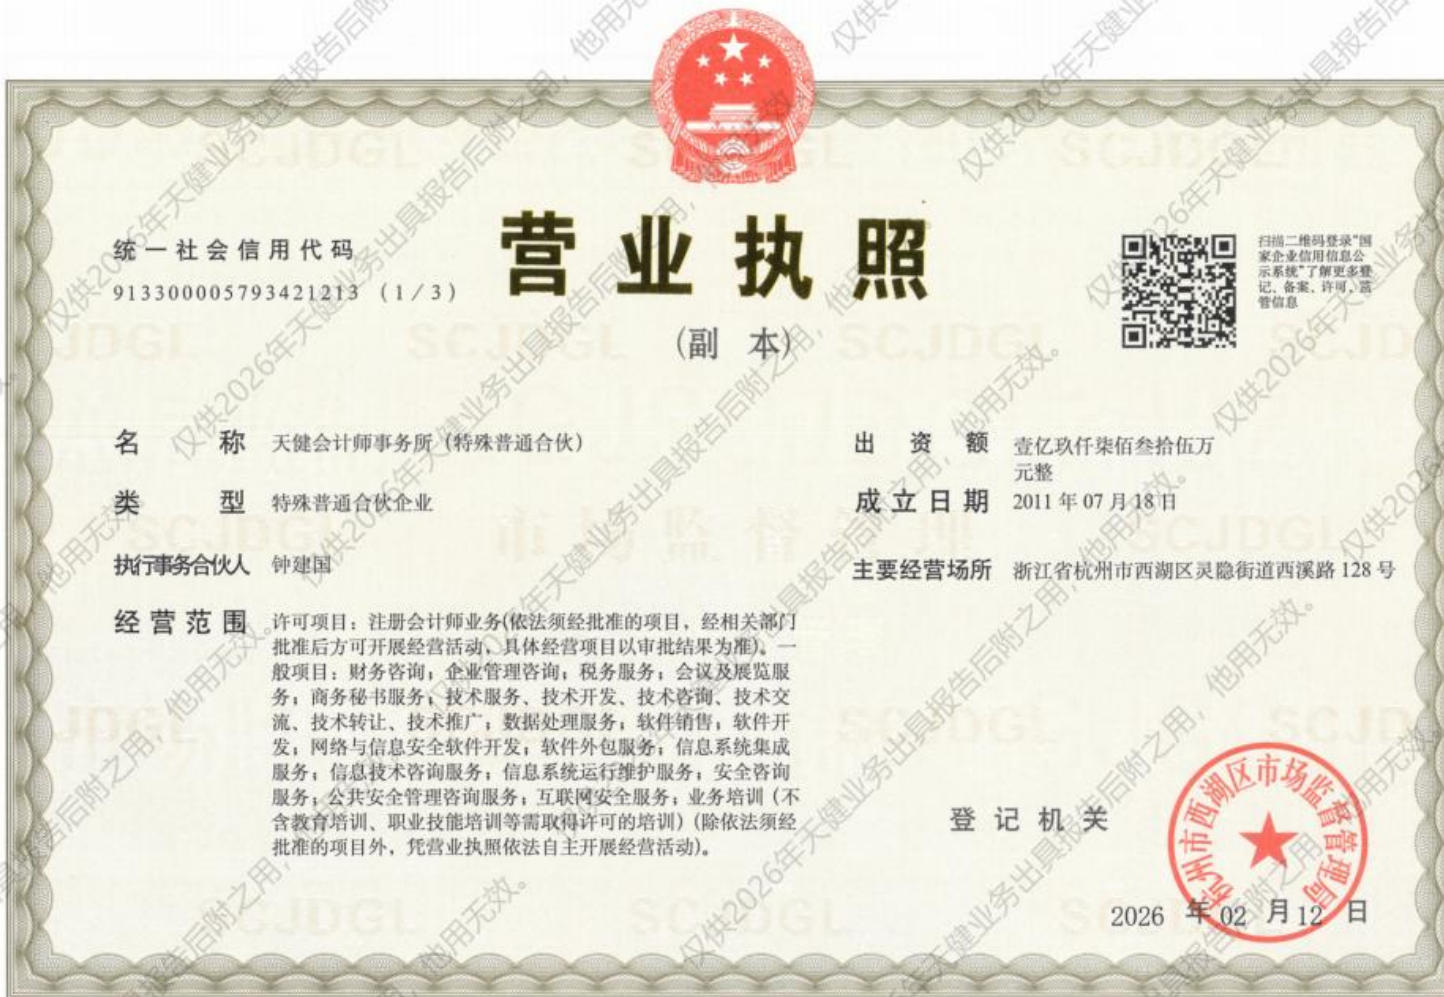 营业执照
(副 本)
统一社会信用代码
913300005793421213 (1/3)
扫描二维码登录"国
家企业信用信息公
示系统"了解更多登
记、备案、许可、监
管信息
名 称 天健会计师事务所（特殊普通合伙）
类 型 特殊普通合伙企业
执行事务合伙人 钟建国
经营范围 许可项目：注册会计师业务(依法须经批准的项目，经相关部门
批准后方可开展经营活动，具体经营项目以审批结果为准)。一
般项目：财务咨询；企业管理咨询；税务服务；会议及展览服
务；商务秘书服务；技术服务、技术开发、技术咨询、技术交
流、技术转让、技术推广；数据处理服务；软件销售；软件开
发；网络与信息安全软件开发；软件外包服务；信息系统集成
服务；信息技术咨询服务；信息系统运行维护服务；安全咨询
服务；公共安全管理咨询服务；互联网安全服务；业务培训（不
含教育培训、职业技能培训等需取得许可的培训）(除依法须经
批准的项目外，凭营业执照依法自主开展经营活动)。
出 资 额 壹亿玖仟柒佰叁拾伍万
元整
成立日期 2011年07月18日
主要经营场所 浙江省杭州市西湖区灵隐街道西溪路128号
登记机关
杭州市西湖区市场监督管理局
2026 年 02 月 12 日
仅供2026年天健业务出具报告后附之用，他用无效。
SCJDGL
市场监督管理